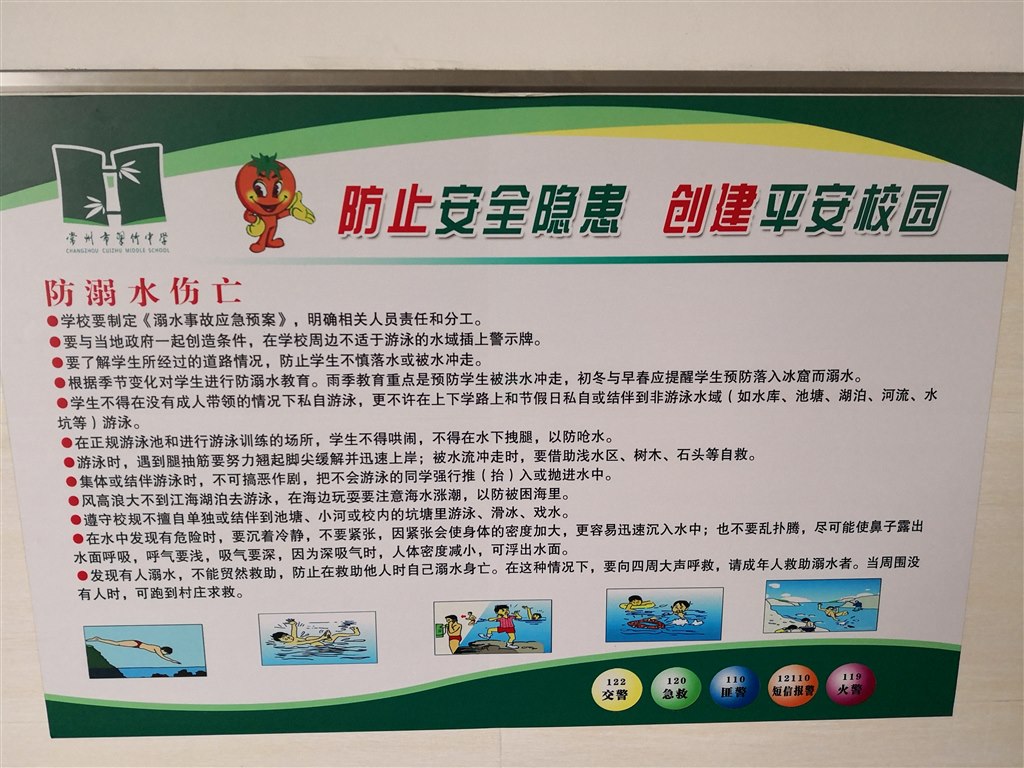 常州市翠竹中学
CHANGZHOU CUIZHU MIDDLE SCHOOL
防止安全隐患 创建平安校园
防溺水伤亡
●学校要制定《溺水事故应急预案》，明确相关人员责任和分工。
●要与当地政府一起创造条件，在学校周边不适于游泳的水域插上警示牌。
●要了解学生所经过的道路情况，防止学生不慎落水或被水冲走。
●根据季节变化对学生进行防溺水教育。雨季教育重点是预防学生被洪水冲走，初冬与早春应提醒学生预防落入冰窟而溺水。
●学生不得在没有成人带领的情况下私自游泳，更不许在上下学路上和节假日私自或结伴到非游泳水域（如水库、池塘、湖泊、河流、水
坑等）游泳。
●在正规游泳池和进行游泳训练的场所，学生不得哄闹，不得在水下拽腿，以防呛水。
●游泳时，遇到腿抽筋要努力翘起脚尖缓解并迅速上岸；被水流冲走时，要借助浅水区、树木、石头等自救。
●集体或结伴游泳时，不可搞恶作剧，把不会游泳的同学强行推（抬）入或抛进水中。
●风高浪大不到江海湖泊去游泳，在海边玩耍要注意海水涨潮，以防被困海里。
●遵守校规不擅自单独或结伴到池塘、小河或校内的坑塘里游泳、滑冰、戏水。
●在水中发现有危险时，要沉着冷静，不要紧张，因紧张会使身体的密度加大，更容易迅速沉入水中；也不要乱扑腾，尽可能使鼻子露出
水面呼吸，呼气要浅，吸气要深，因为深吸气时，人体密度减小，可浮出水面。
●发现有人溺水，不能贸然救助，防止在救助他人时自己溺水身亡。在这种情况下，要向四周大声呼救，请成年人救助溺水者。当周围没
有人时，可跑到村庄求救。
122 交警
120 急救
110 匪警
12110 短信报警
119 火警